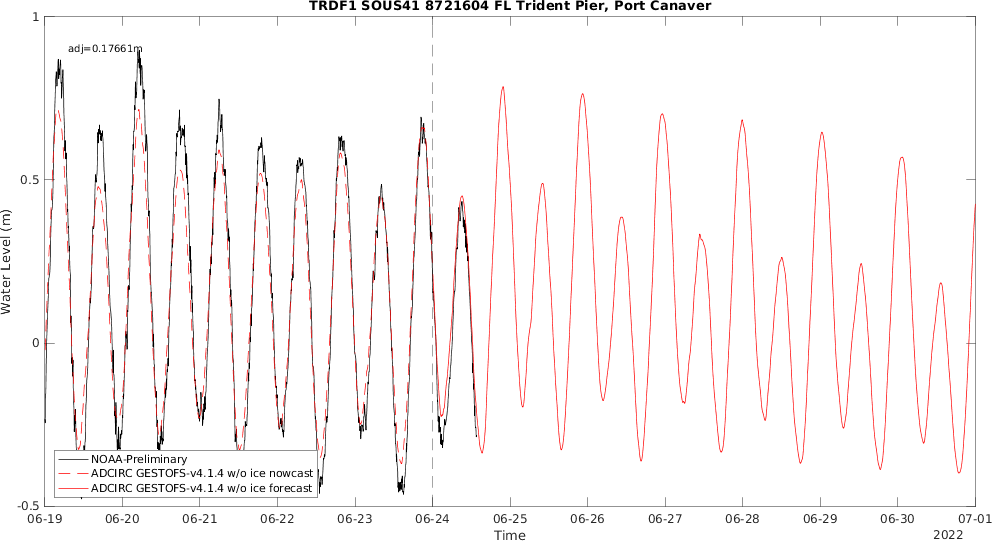 TRDF1 SOUS41 8721604 FL Trident Pier, Port Canaver
1
adj=0.17661m
0.5
Water Level (m)
0
NOAA-Preliminary
ADCIRC GESTOFS-v4.1.4 w/o ice nowcast
ADCIRC GESTOFS-v4.1.4 w/o ice forecast
-0.5
06-19 06-20 06-21 06-22 06-23 06-24 06-25 06-26 06-27 06-28 06-29 06-30 07-01
Time
2022